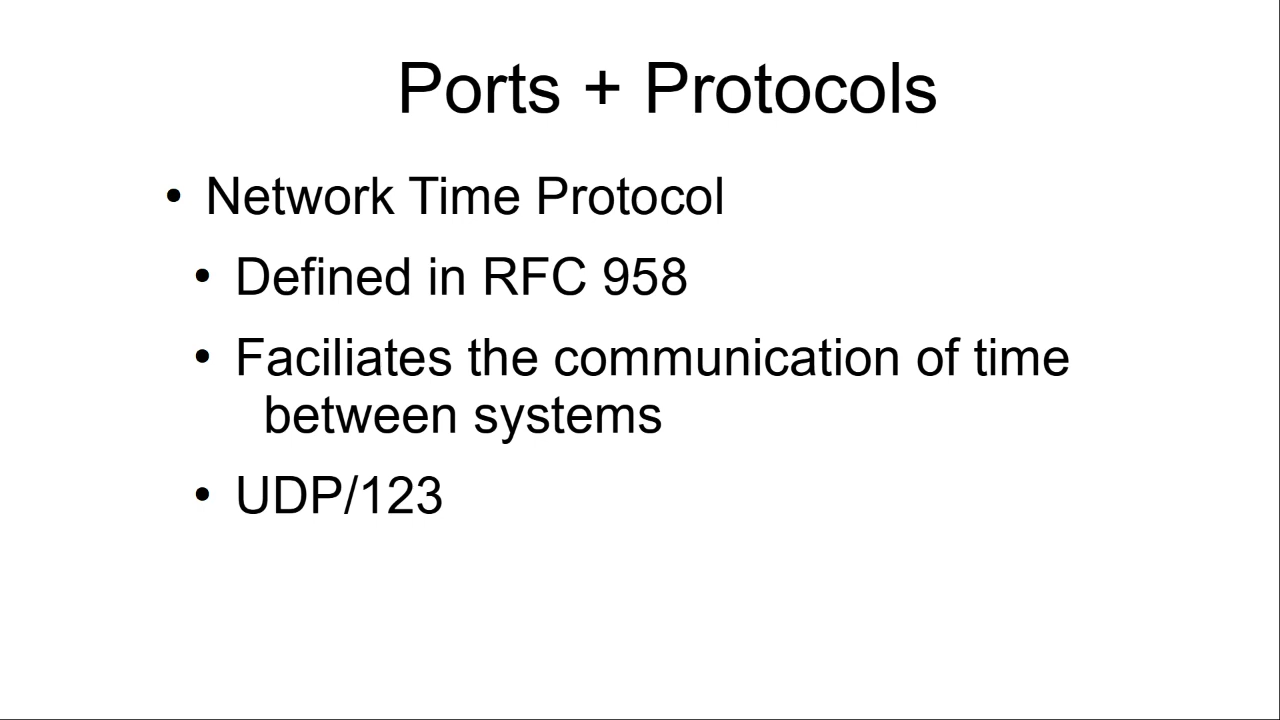 Ports + Protocols
• Network Time Protocol
• Defined in RFC 958
• Faciliates the communication of time
between systems
• UDP/123